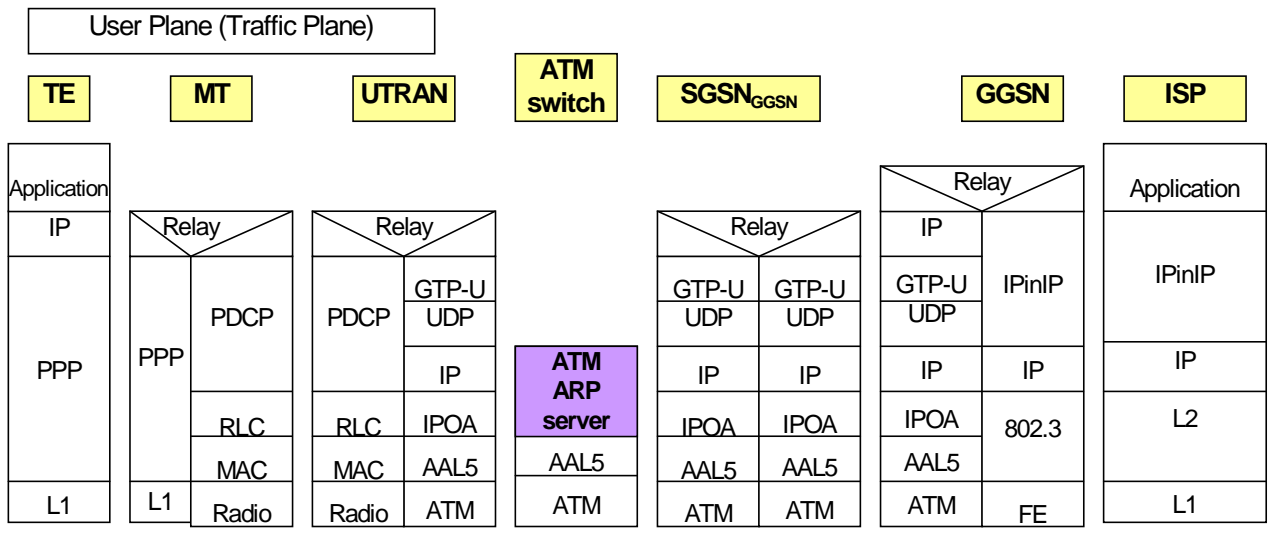 User Plane (Traffic Plane)
TE
MT
UTRAN
ATM
switch
SGSNGGSN
GGSN
ISP
Application
IP
PPP
L1
Relay
PPP
L1
PDCP
RLC
MAC
Radio
Relay
PDCP
RLC
MAC
Radio
GTP-U
UDP
IP
IPOA
AAL5
ATM
ATM
ARP
server
AAL5
ATM
Relay
GTP-U
UDP
IP
IPOA
AAL5
ATM
GTP-U
UDP
IP
IPOA
AAL5
ATM
Relay
IP
GTP-U
UDP
IP
IPOA
AAL5
ATM
IPinIP
IP
802.3
FE
Application
IPinIP
IP
L2
L1